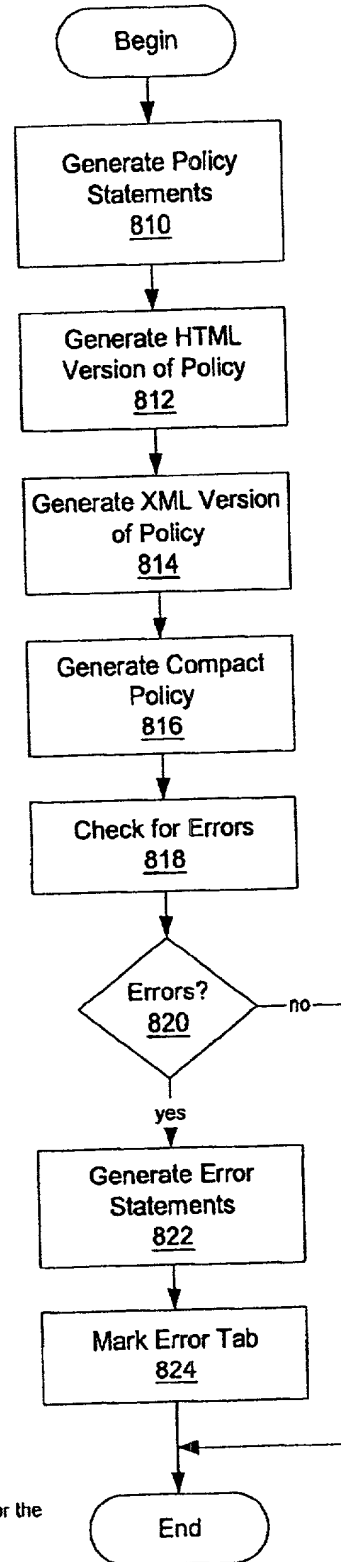 Begin
Generate Policy
Statements
810
Generate HTML
Version of Policy
812
Generate XML Version
of Policy
814
Generate Compact
Policy
816
Check for Errors
818
Errors?
820
no
yes
Generate Error
Statements
822
Mark Error Tab
824
or the
End